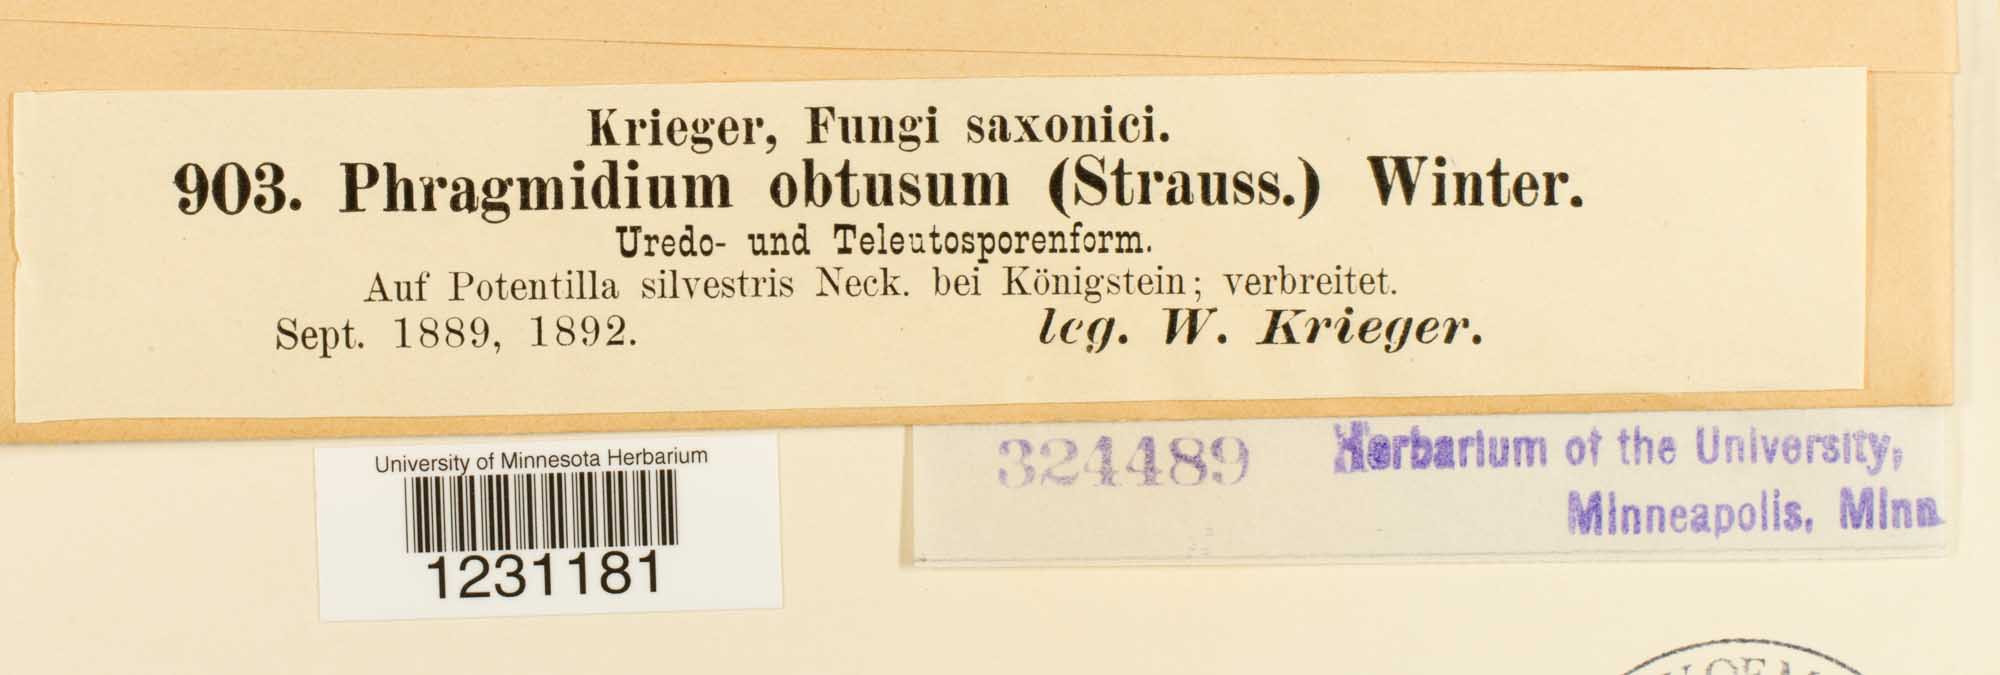 Krieger, Fungi saxonici.
903. Phragmidium obtusum (Strauss.) Winter.
Uredo- und Teleutosporenform.
Auf Potentilla silvestris Neck. bei Königstein; verbreitet.
Sept. 1889, 1892.
leg. W. Krieger.
University of Minnesota Herbarium
1231181
324489
Herbarium of the University,
Minneapolis, Minn